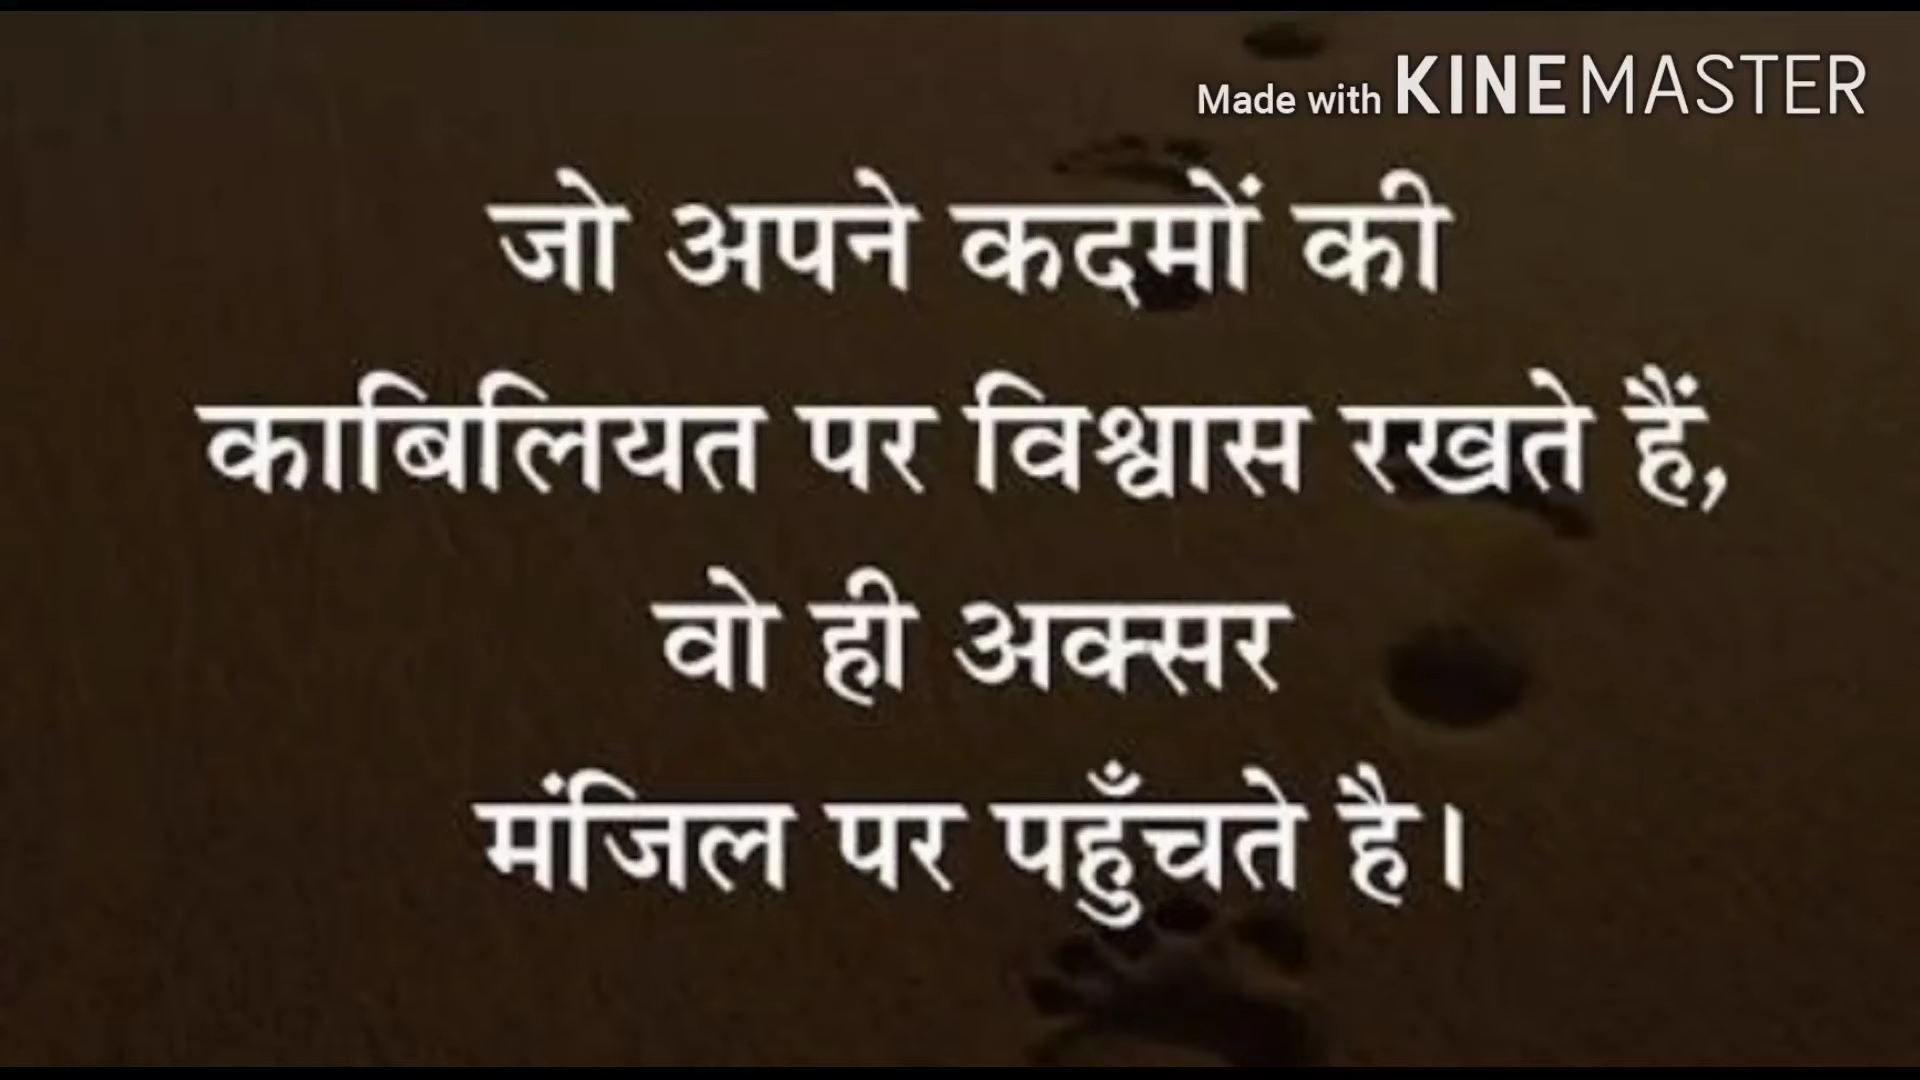 Made with KINEMASTER
जो अपने कदमों की
काबिलियत पर विश्वास रखते हैं,
वो ही अक्सर
मंजिल पर पहुँचते है।